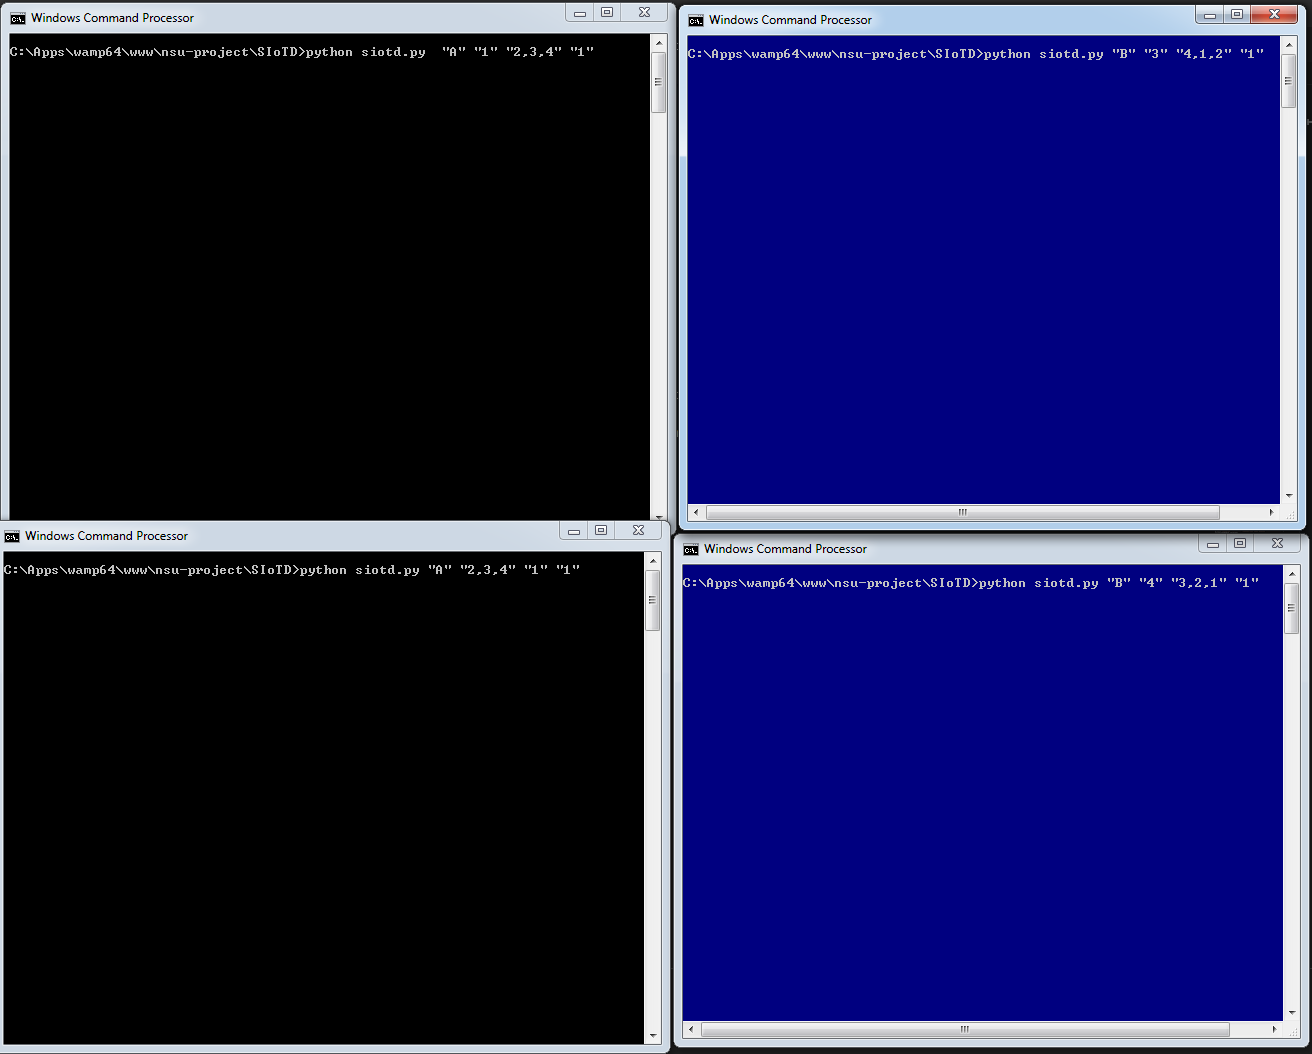 Windows Command Processor
C:\Apps\wamp64\www\nsu-project\SIoTD>python siotd.py  "A" "1" "2,3,4" "1"
Windows Command Processor
C:\Apps\wamp64\www\nsu-project\SIoTD>python siotd.py "B" "3" "4,1,2" "1"
Windows Command Processor
C:\Apps\wamp64\www\nsu-project\SIoTD>python siotd.py "A" "2,3,4" "1" "1"
Windows Command Processor
C:\Apps\wamp64\www\nsu-project\SIoTD>python siotd.py "B" "4" "3,2,1" "1"